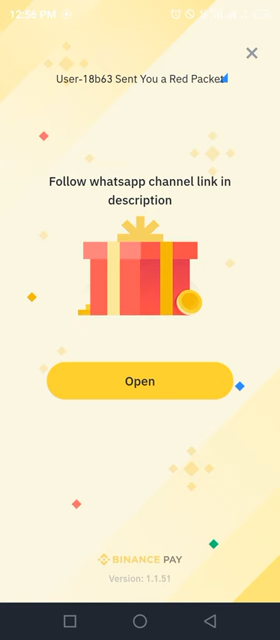 12:56 PM
User-18b63 Sent You a Red Packet
Follow whatsapp channel link in
description
Open
BINANCE PAY
Version: 1.1.51